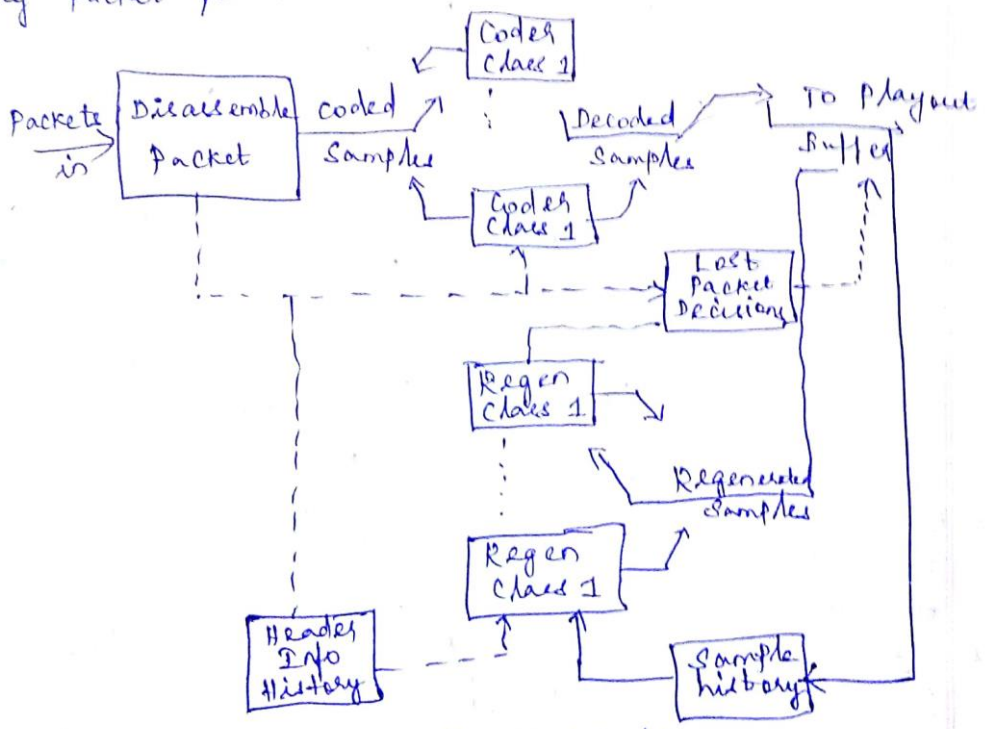 Packet
Coder
Class 1
Packets
in
Disassemble
Packet
Coded
Samples
Decoded
Samples
To Playout
Buffer
Coder
Class 1
Lost
Packet
Decisions
Regen
Class 1
Regenerated
Samples
Regen
Class 1
Header
Info
History
Sample
history